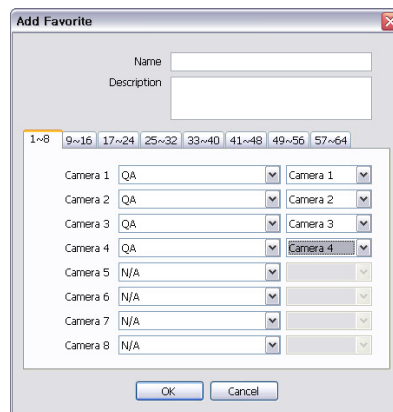 Add Favorite
Name
Description
1~8 9~16 17~24 25~32 33~40 41~48 49~56 57~64
Camera 1 QA Camera 1
Camera 2 QA Camera 2
Camera 3 QA Camera 3
Camera 4 QA Camera 4
Camera 5 N/A
Camera 6 N/A
Camera 7 N/A
Camera 8 N/A
OK Cancel